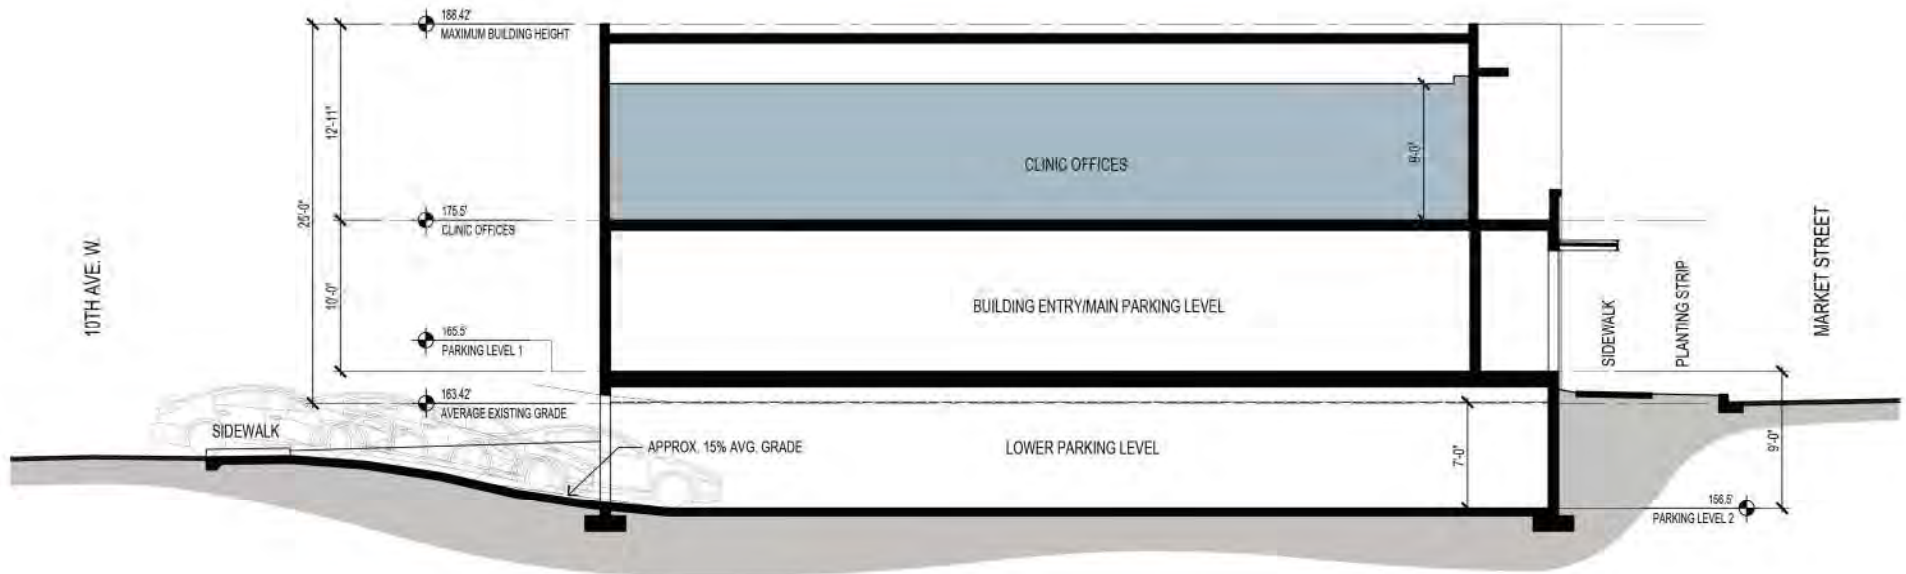 188.42'
MAXIMUM BUILDING HEIGHT
12'-11"
25'-0"
175.5'
CLINIC OFFICES
10'-0"
165.5'
PARKING LEVEL 1
163.42'
AVERAGE EXISTING GRADE
10TH AVE. W.
SIDEWALK
APPROX. 15% AVG. GRADE
CLINIC OFFICES
BUILDING ENTRY/MAIN PARKING LEVEL
LOWER PARKING LEVEL
7'-0"
SIDEWALK
PLANTING STRIP
MARKET STREET
9'-0"
156.5'
PARKING LEVEL 2